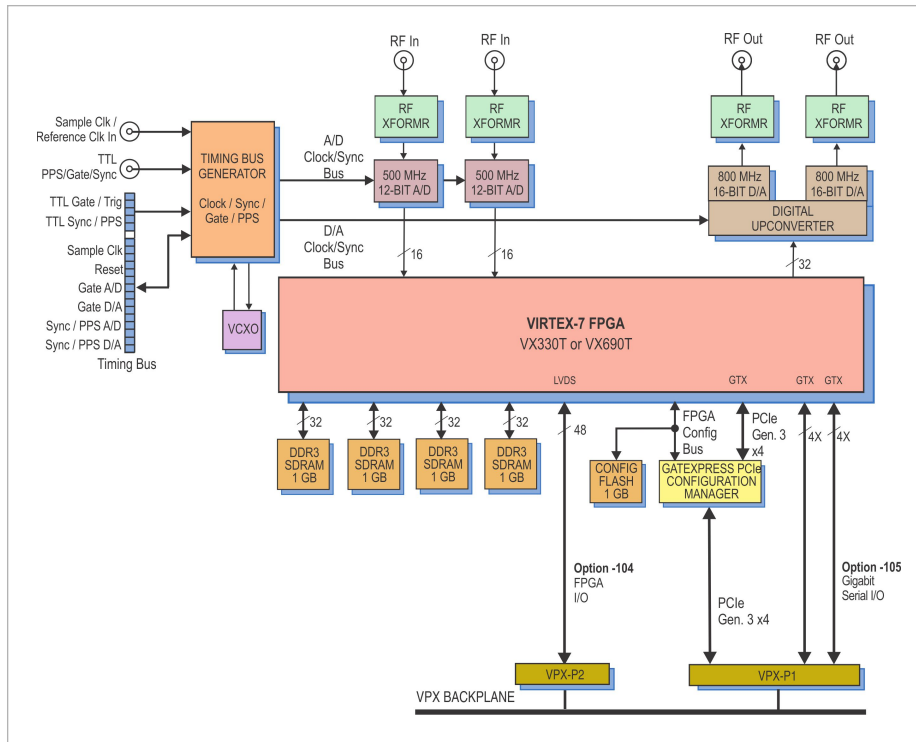 RF In
RF In
RF Out
RF Out
RF
XFORMR
RF
XFORMR
RF
XFORMR
RF
XFORMR
Sample Clk /
Reference Clk In
TTL
PPS/Gate/Sync
TIMING BUS
GENERATOR
Clock / Sync /
Gate / PPS
A/D
Clock/Sync
Bus
500 MHz
12-BIT A/D
500 MHz
12-BIT A/D
800 MHz
16-BIT D/A
800 MHz
16-BIT D/A
DIGITAL
UPCONVERTER
TTL Gate / Trig
TTL Sync / PPS
Sample Clk
Reset
Gate A/D
Gate D/A
Sync / PPS A/D
Sync / PPS D/A
Timing Bus
D/A
Clock/Sync
Bus
16
16
32
VCXO
VIRTEX-7 FPGA
VX330T or VX690T
LVDS
GTX
GTX
GTX
32
32
32
32
48
FPGA
Config
Bus
PCIe
Gen. 3
x4
4X
4X
DDR3
SDRAM
1 GB
DDR3
SDRAM
1 GB
DDR3
SDRAM
1 GB
DDR3
SDRAM
1 GB
CONFIG
FLASH
1 GB
GATEXPRESS PCIe
CONFIGURATION
MANAGER
Option -104
FPGA
I/O
PCIe
Gen. 3 x4
Option -105
Gigabit
Serial I/O
VPX-P2
VPX-P1
VPX BACKPLANE